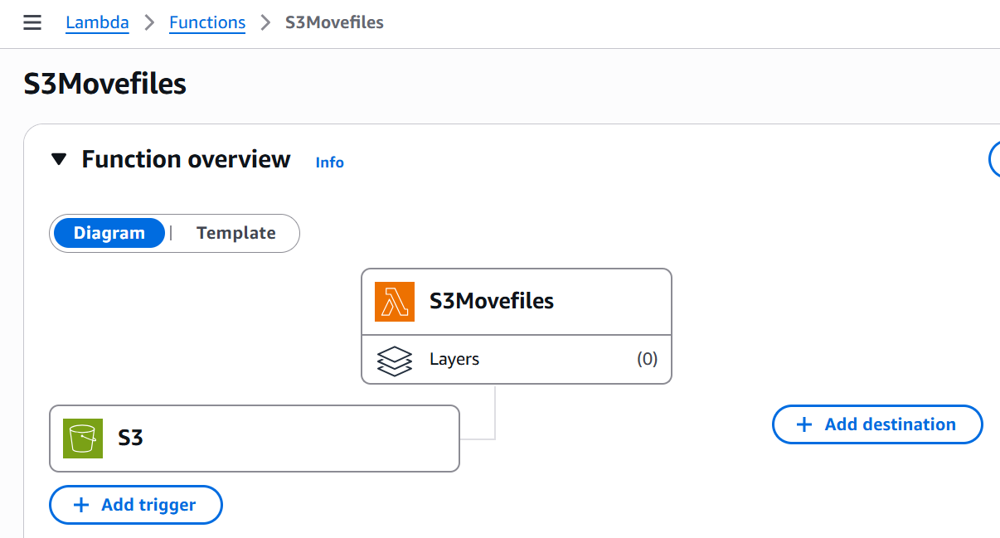 Lambda > Functions > S3Movefiles
S3Movefiles
Function overview Info
Diagram | Template
S3Movefiles
Layers (0)
S3
+ Add destination
+ Add trigger